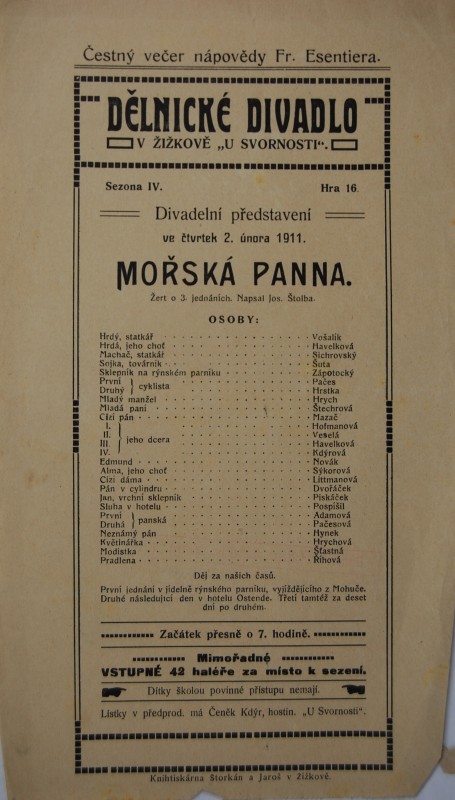 Čestný večer nápovědy Fr. Esentiera.
DĚLNICKÉ DIVADLO
V ŽIŽKOVĚ „U SVORNOSTI".
Sezona IV. Hra 16.
Divadelní představení
ve čtvrtek 2. února 1911.
MOŘSKÁ PANNA.
Žert o 3. jednáních. Napsal Jos. Štolba.
OSOBY:
Hrdý, statkář Vošalík
Hrdá, jeho choť Havelková
Machač, statkář Sichrovský
Sojka, továrník Šuta
Sklepník na rýnském parníku Zápotocký
První } cyklista Pačes
Druhý } Hrstka
Mladý manžel Hrych
Mladá paní Štechrová
Cizí pán Mazač
I. } jeho dcera Hofmanová
II. Veselá
III. Havelková
IV. Kdýrová
Edmund Novák
Alma, jeho choť Sýkorová
Cizí dáma Littmanová
Pán v cylindru Dvořáček
Jan, vrchní sklepník Piskáček
Sluha v hotelu Pospíšil
První } panská Adamová
Druhá } Pačesová
Neznámý pán Hynek
Květinářka Hrychová
Modistka Šťastná
Pradlena Říhová
Děj za našich časů.
První jednání v jídelně rýnského parníku, vyjíždějícího z Mohuče.
Druhé následující den v hotelu Ostende. Třetí tamtéž za deset
dní po druhém.
Začátek přesně o 7. hodině.
Mimořadné
VSTUPNÉ 42 haléře za místo k sezení.
Dítky školou povinné přístupu nemají.
Lístky v předprod. má Čeněk Kdýr, hostin. „U Svornosti".
Knihtiskárna Štorkán a Jaroš v Žižkově.